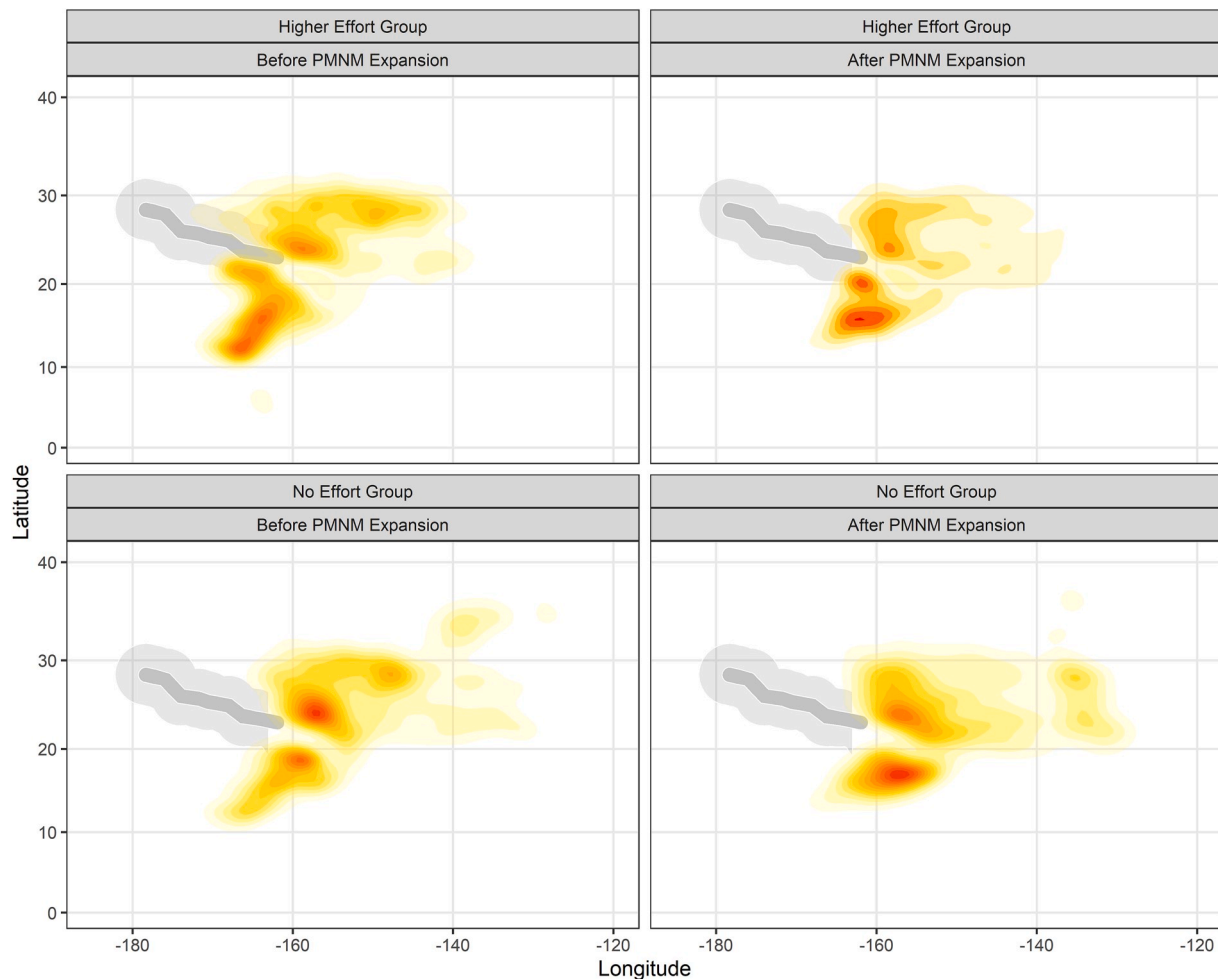 Higher Effort Group
Before PMNM Expansion
Higher Effort Group
After PMNM Expansion
40
30
20
10
0
No Effort Group
Before PMNM Expansion
No Effort Group
After PMNM Expansion
Latitude
40
30
20
10
0
-180
-160
-140
-120
-180
-160
-140
-120
Longitude